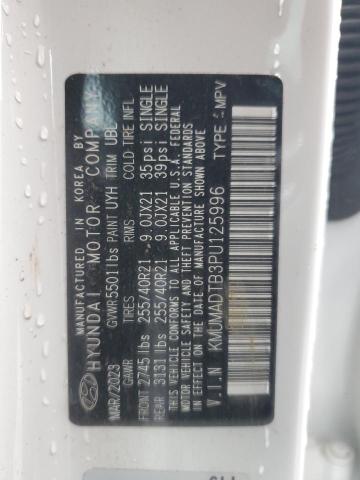 MANUFACTURED IN KOREA BY
HYUNDAI MOTOR COMPANY
MAR/2023 GVWR 5501 lbs PAINT UYH TRIM UBL
GAWR TIRES RIMS COLD TIRE INFL
FRONT 2745 lbs 255/40R21 9.0JX21 35psi SINGLE
REAR 3131 lbs 255/40R21 9.0JX21 39psi SINGLE
THIS VEHICLE CONFORMS TO ALL APPLICABLE U.S.A. FEDERAL
MOTOR VEHICLE SAFETY, BUMPER, AND THEFT PREVENTION
STANDARDS IN EFFECT ON THE DATE OF
MANUFACTURE SHOWN ABOVE
V.I.N KMUMADTB3PU125996 TYPE - MPV